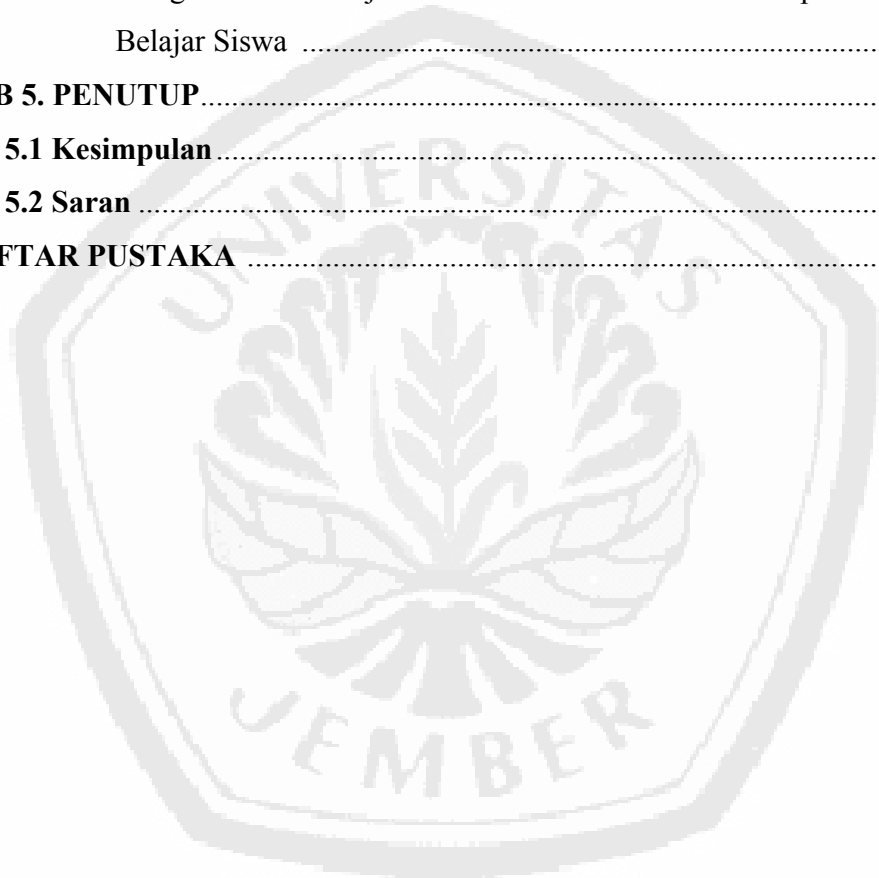 Belajar Siswa ....................................................................................
B 5. PENUTUP....................................................................................
5.1 Kesimpulan....................................................................................
5.2 Saran ....................................................................................
FTAR PUSTAKA ....................................................................................
UNIVERSITAS
JEMBER